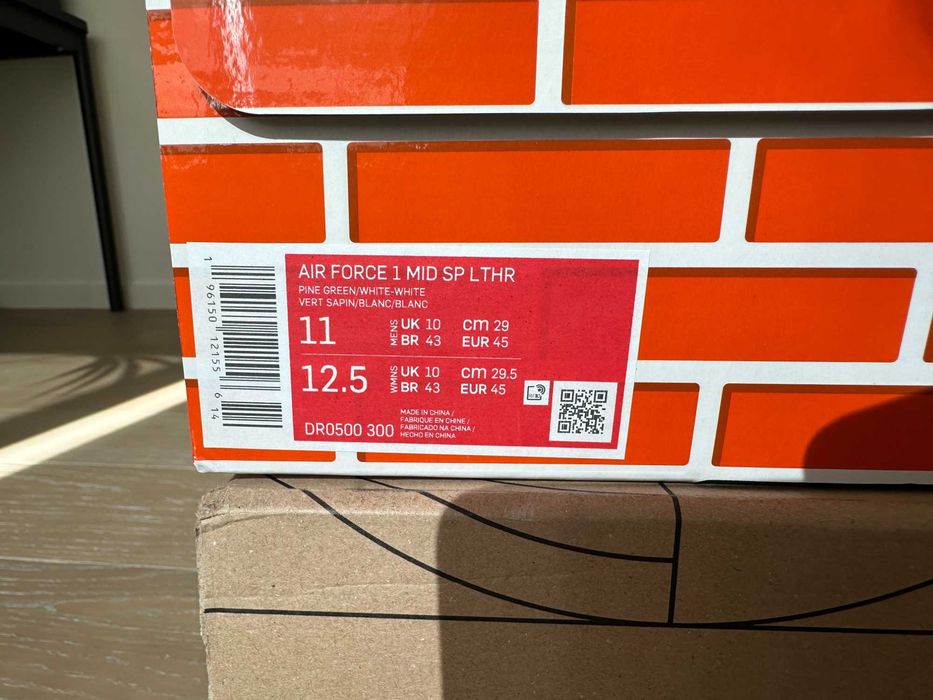 1 96150 12155 6 14
AIR FORCE 1 MID SP LTHR
PINE GREEN/WHITE-WHITE
VERT SAPIN/BLANC/BLANC
11 MENS UK 10 cm 29
BR 43 EUR 45
12.5 WMNS UK 10 cm 29.5
BR 43 EUR 45
DR0500 300
MADE IN CHINA /
FABRIQUE EN CHINE /
FABRICADO NA CHINA /
HECHO EN CHINA